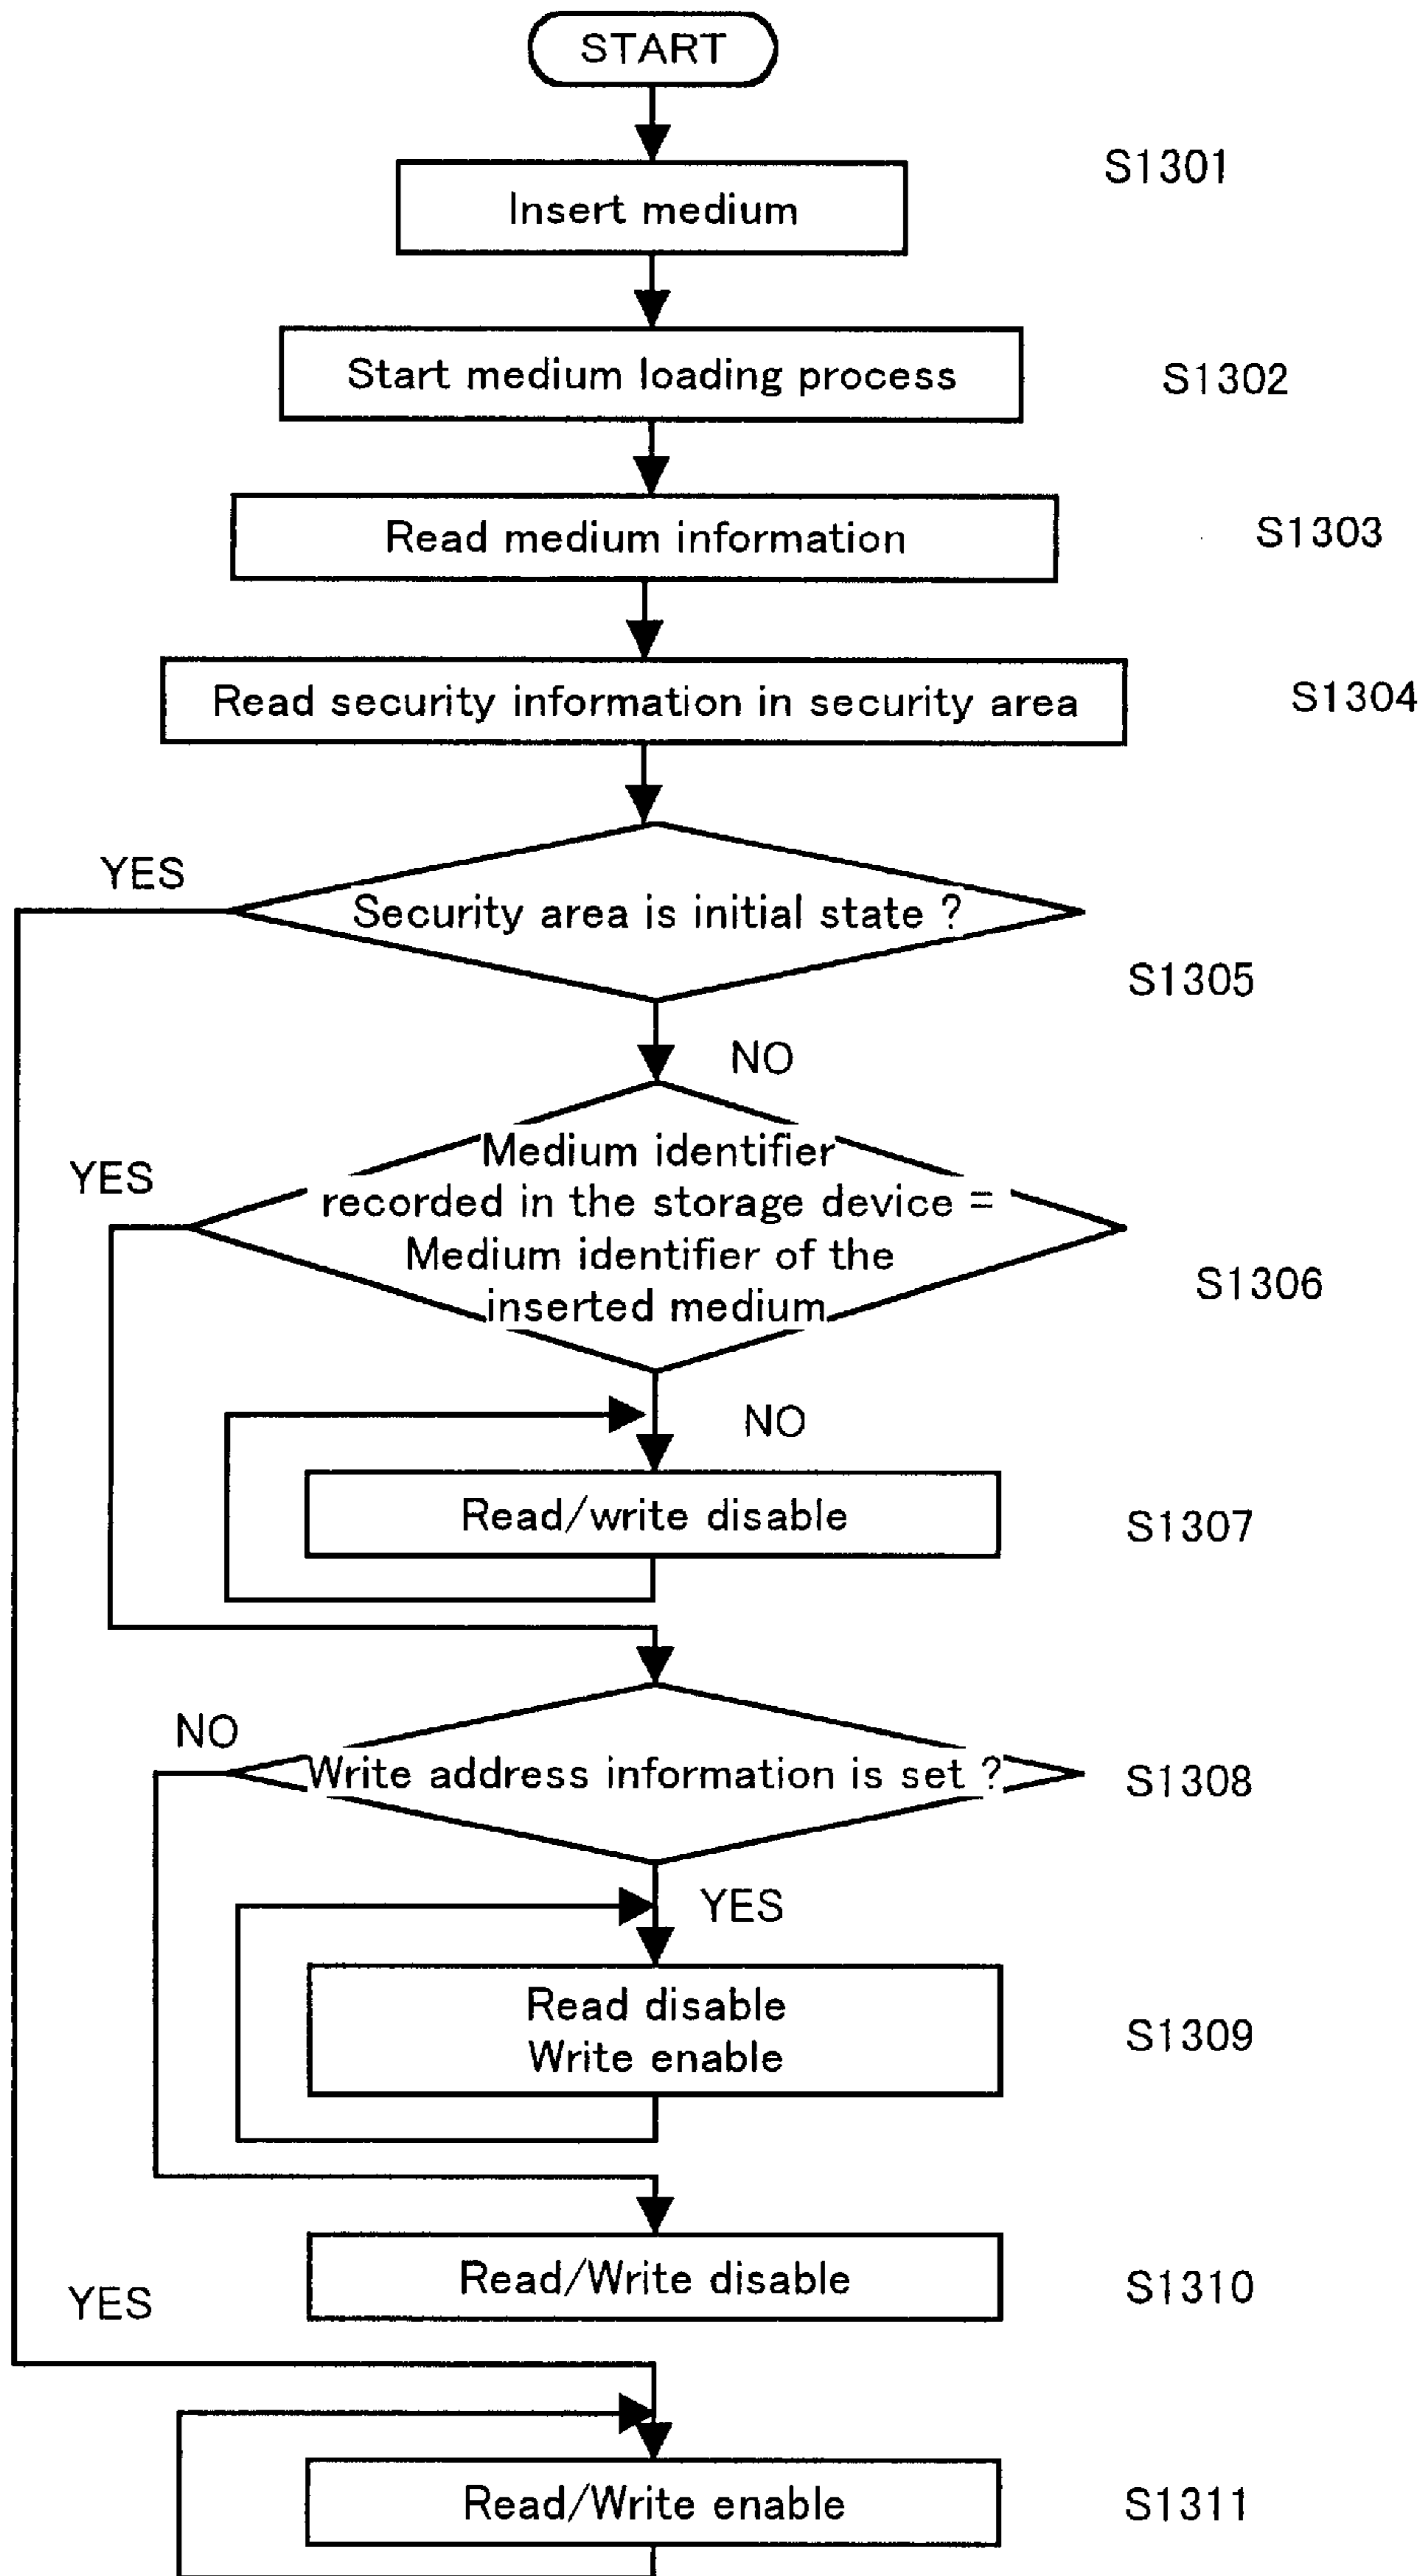 START
S1301
Insert medium
Start medium loading process
S1302
Read medium information
S1303
Read security information in security area
S1304
YES
Security area is initial state ?
S1305
NO
YES
Medium identifier
recorded in the storage device =
Medium identifier of the
inserted medium
S1306
NO
Read/write disable
S1307
NO
Write address information is set ?
S1308
YES
Read disable
Write enable
S1309
Read/Write disable
S1310
YES
Read/Write enable
S1311